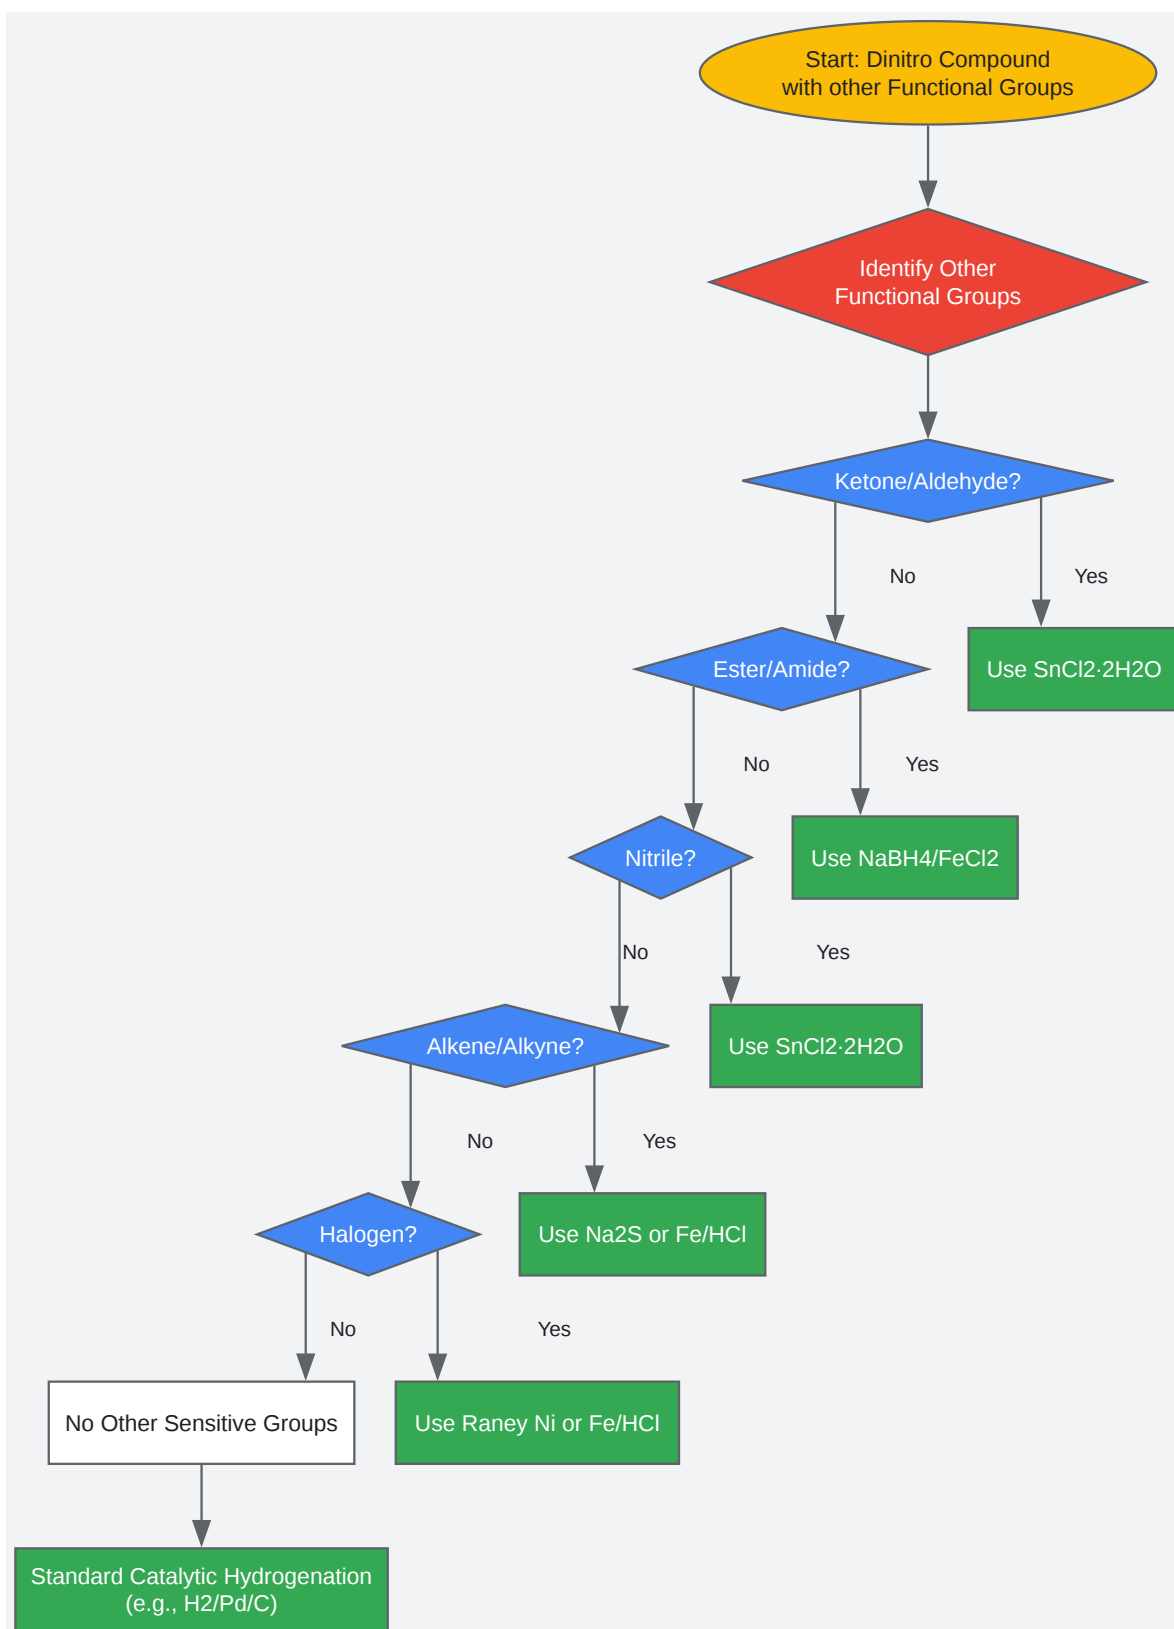 Start: Dinitro Compound
with other Functional Groups
Identify Other
Functional Groups
Ketone/Aldehyde?
No
Yes
Ester/Amide?
Use SnCl2·2H2O
No
Yes
Nitrile?
Use NaBH4/FeCl2
No
Yes
Alkene/Alkyne?
Use SnCl2·2H2O
No
Yes
Halogen?
Use Na2S or Fe/HCl
No
Yes
No Other Sensitive Groups
Use Raney Ni or Fe/HCl
Standard Catalytic Hydrogenation
(e.g., H2/Pd/C)